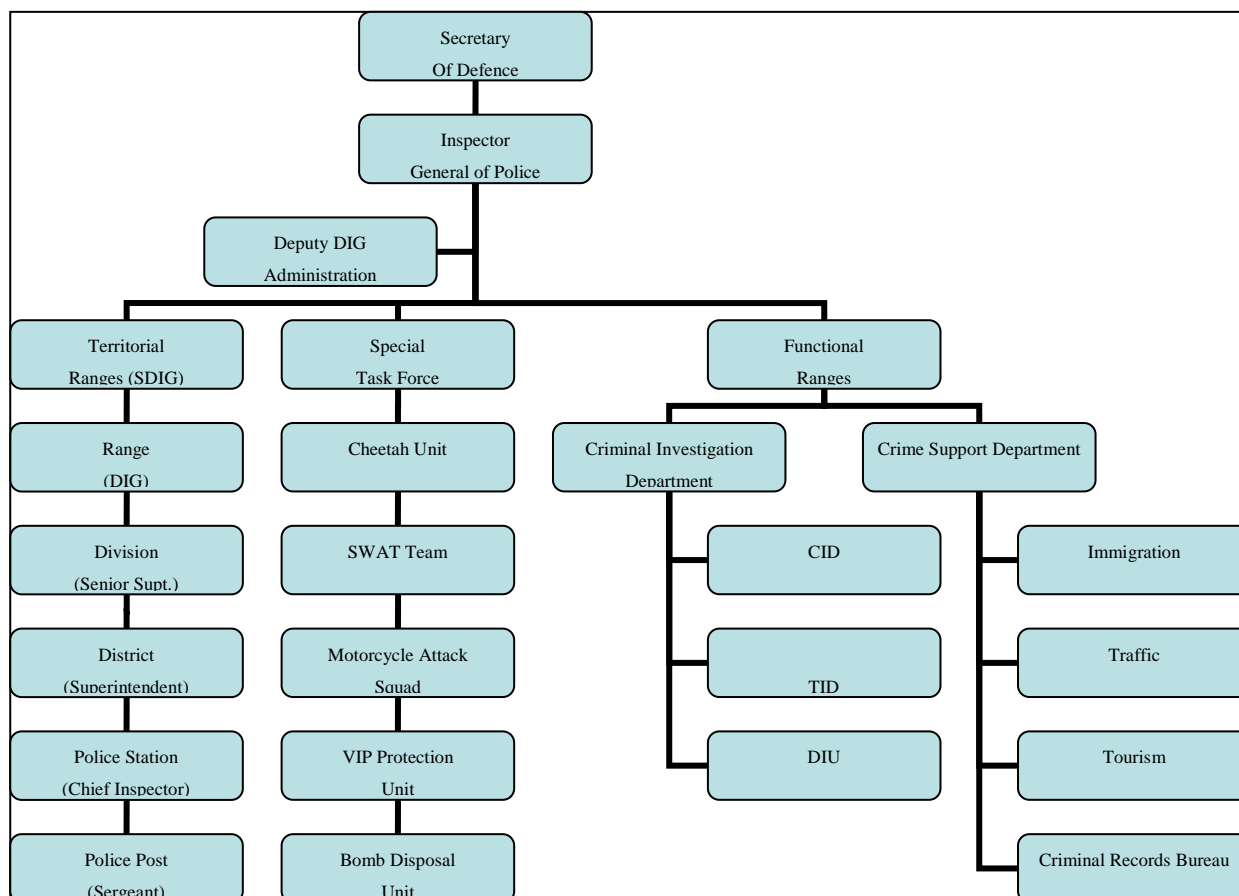 Secretary
Of Defence
Inspector
General of Police
Deputy DIG
Administration
Territorial
Ranges (SDIG)
Special
Task Force
Functional
Ranges
Range
(DIG)
Cheetah Unit
Criminal Investigation
Department
Crime Support Department
Division
(Senior Supt.)
SWAT Team
CID
Immigration
District
(Superintendent)
Motorcycle Attack
Squad
TID
Traffic
Police Station
(Chief Inspector)
VIP Protection
Unit
DIU
Tourism
Police Post
(Sergeant)
Bomb Disposal
Unit
Criminal Records Bureau